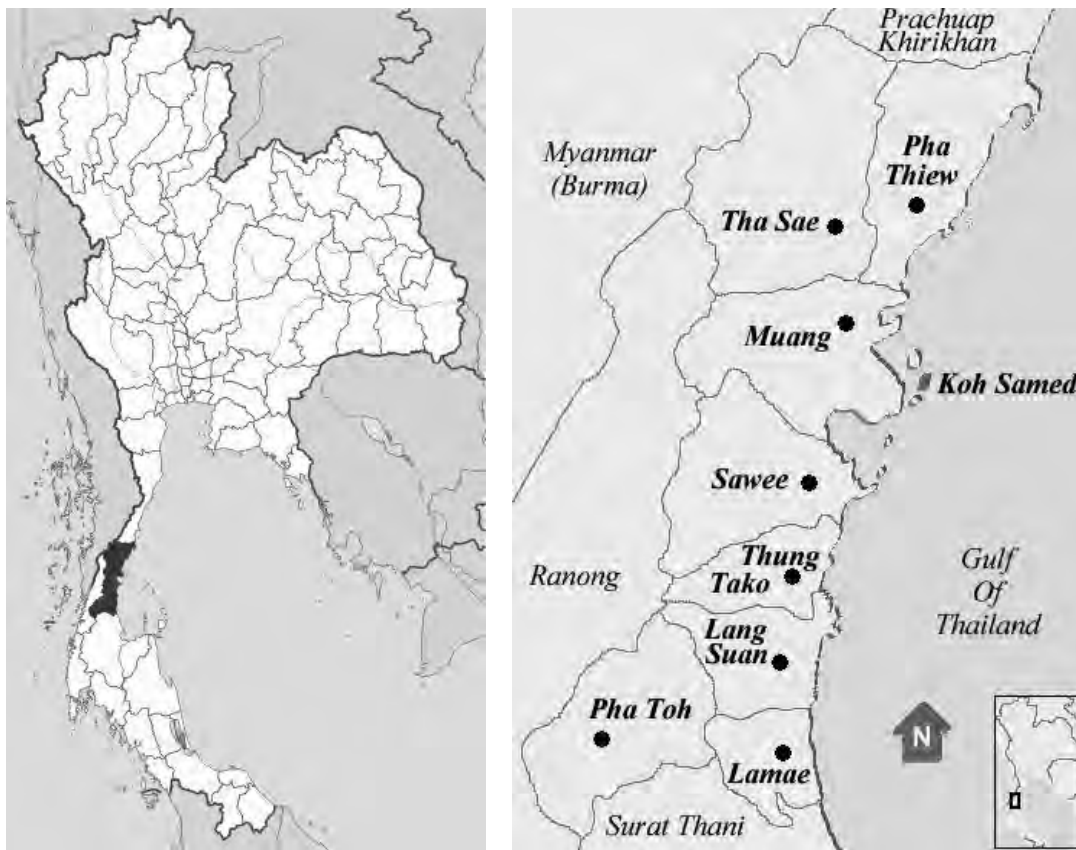 Prachuap
Khirikhan
Myanmar
(Burma)
Pha
Thiew
Tha Sae
Muang
Koh Samed
Sawee
Thung
Tako
Ranong
Gulf
Of
Thailand
Lang
Suan
Pha Toh
N
Lamae
Surat Thani